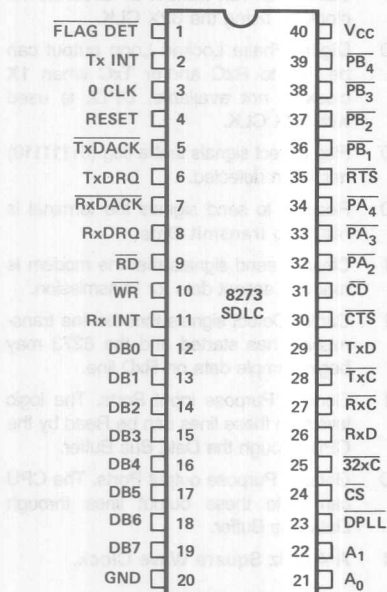 FLAG DET 1 40 Vcc
Tx INT 2 39 PB4
0 CLK 3 38 PB3
RESET 4 37 PB2
TxDACK 5 36 PB1
TxDRQ 6 35 RTS
RxDACK 7 34 PA4
RxDRQ 8 33 PA3
RD 9 32 PA2
WR 10 8273 31 CD
Rx INT 11 SDLC 30 CTS
DBo 12 29 TxD
DB1 13 28 TxC
DB2 14 27 RxC
DB3 15 26 RxD
DB4 16 25 32xC
DB5 17 24 CS
DB6 18 23 DPLL
DB7 19 22 A1
GND 20 21 A0